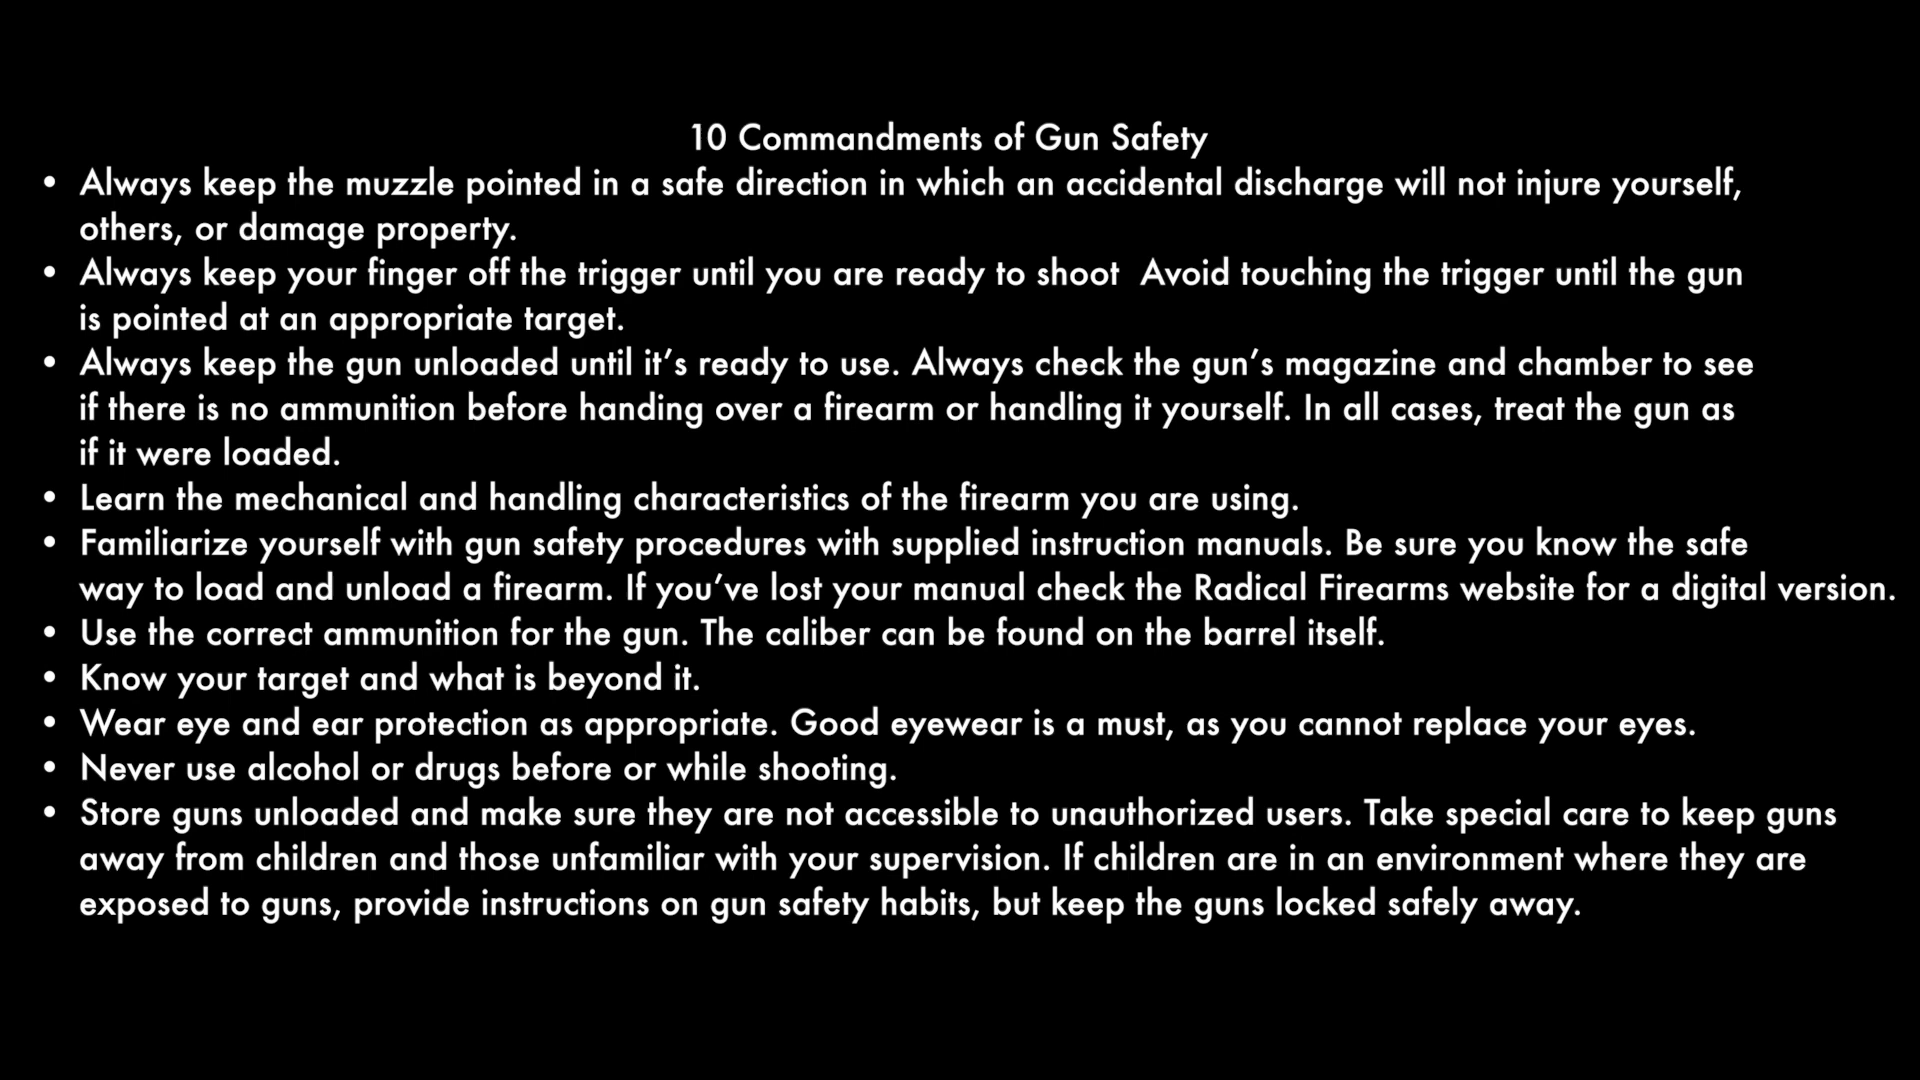 10 Commandments of Gun Safety
• Always keep the muzzle pointed in a safe direction in which an accidental discharge will not injure yourself,
others, or damage property.
• Always keep your finger off the trigger until you are ready to shoot  Avoid touching the trigger until the gun
is pointed at an appropriate target.
• Always keep the gun unloaded until it’s ready to use. Always check the gun’s magazine and chamber to see
if there is no ammunition before handing over a firearm or handling it yourself. In all cases, treat the gun as
if it were loaded.
• Learn the mechanical and handling characteristics of the firearm you are using.
• Familiarize yourself with gun safety procedures with supplied instruction manuals. Be sure you know the safe
way to load and unload a firearm. If you’ve lost your manual check the Radical Firearms website for a digital version.
• Use the correct ammunition for the gun. The caliber can be found on the barrel itself.
• Know your target and what is beyond it.
• Wear eye and ear protection as appropriate. Good eyewear is a must, as you cannot replace your eyes.
• Never use alcohol or drugs before or while shooting.
• Store guns unloaded and make sure they are not accessible to unauthorized users. Take special care to keep guns
away from children and those unfamiliar with your supervision. If children are in an environment where they are
exposed to guns, provide instructions on gun safety habits, but keep the guns locked safely away.